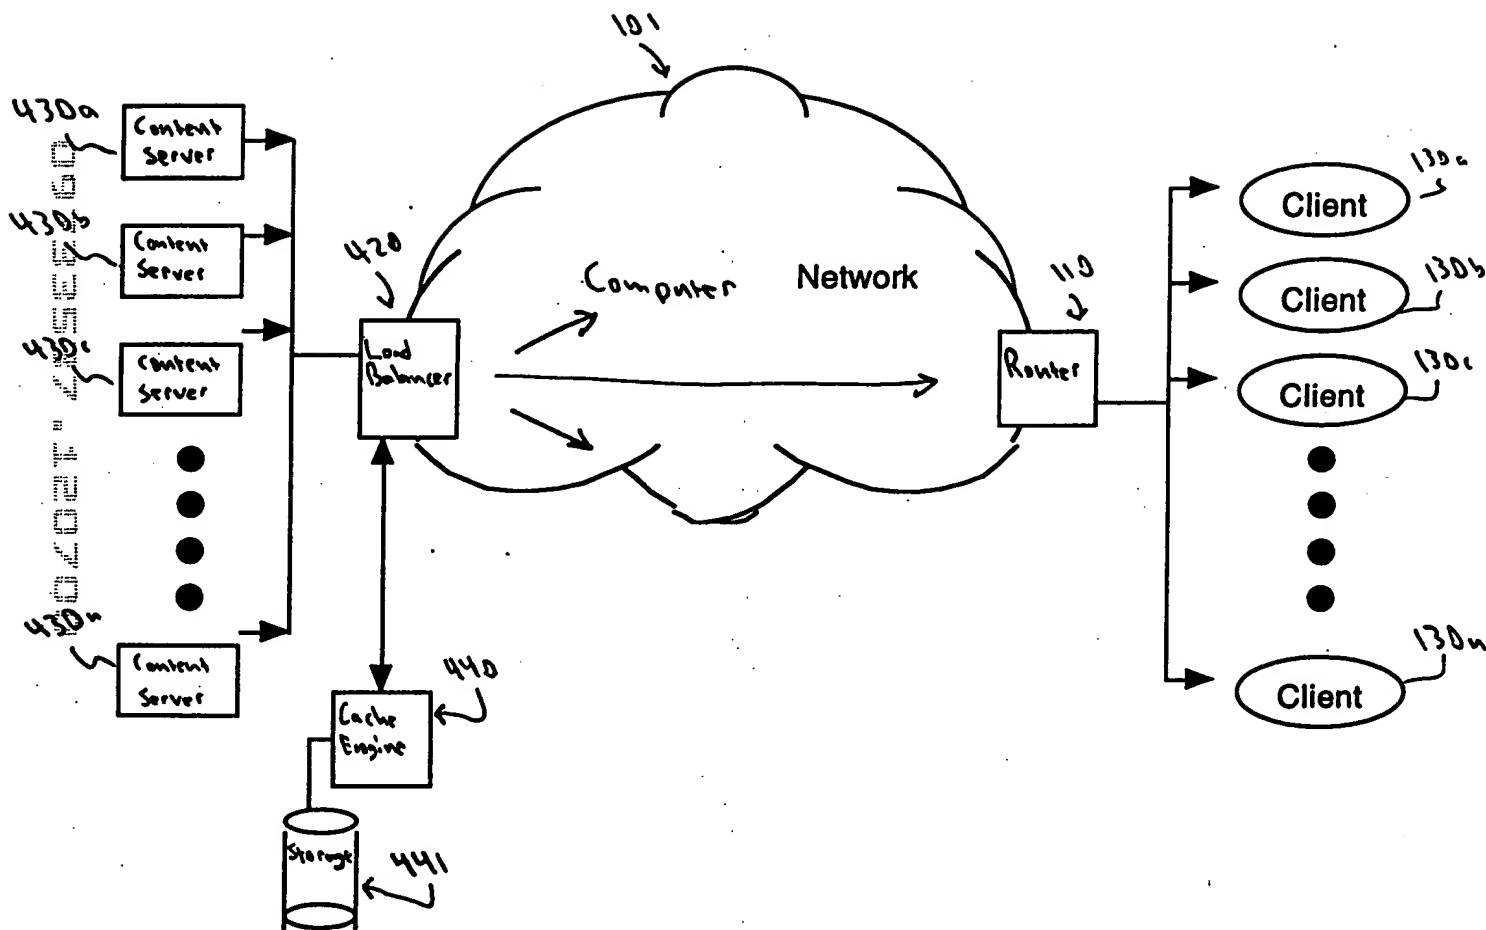 101
430a
Content
Server
430b
Content
Server
430c
Content
Server
430n
Content
Server
420
Load
Balancer
Computer Network
110
Router
130a
Client
130b
Client
130c
Client
130n
Client
440
Cache
Engine
Storage
441